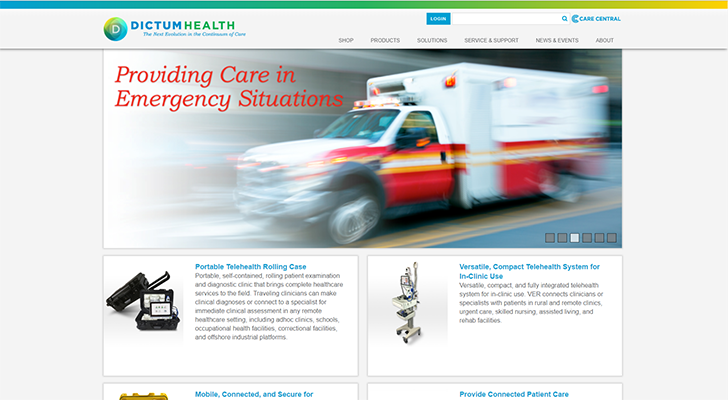 DICTUMHEALTH
The Next Evolution in the Continuum of Care
LOGIN
CARE CENTRAL
SHOP PRODUCTS SOLUTIONS SERVICE & SUPPORT NEWS & EVENTS ABOUT
Providing Care in
Emergency Situations
Portable Telehealth Rolling Case
Portable, self-contained, rolling patient examination
and diagnostic clinic that brings complete healthcare
services to the field. Traveling clinicians can make
clinical diagnoses or connect to a specialist for
immediate clinical assessment in any remote
healthcare setting, including adhoc clinics, schools,
occupational health facilities, correctional facilities,
and offshore industrial platforms.
Versatile, Compact Telehealth System for
In-Clinic Use
Versatile, compact, and fully integrated telehealth
system for in-clinic use. VER connects clinicians or
specialists with patients in rural and remote clinics,
urgent care, skilled nursing, assisted living, and
rehab facilities.
Mobile, Connected, and Secure for
Provide Connected Patient Care